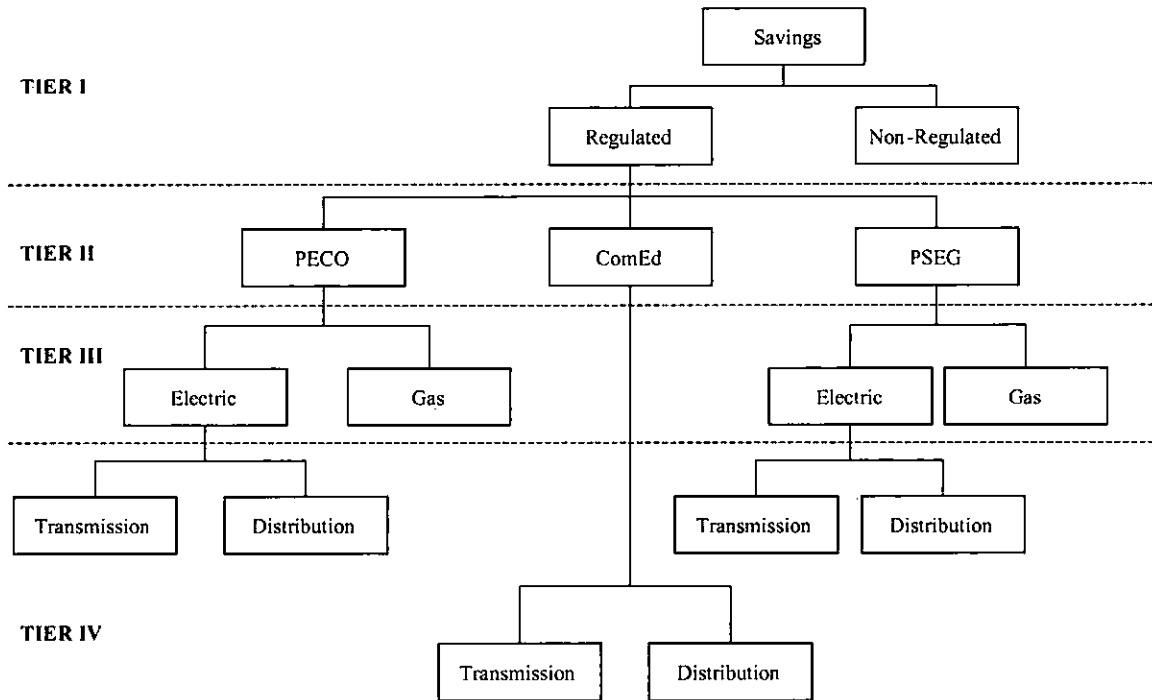 Savings
TIER I
Regulated
Non-Regulated
TIER II
PECO
ComEd
PSEG
TIER III
Electric
Gas
Electric
Gas
Transmission
Distribution
Transmission
Distribution
TIER IV
Transmission
Distribution